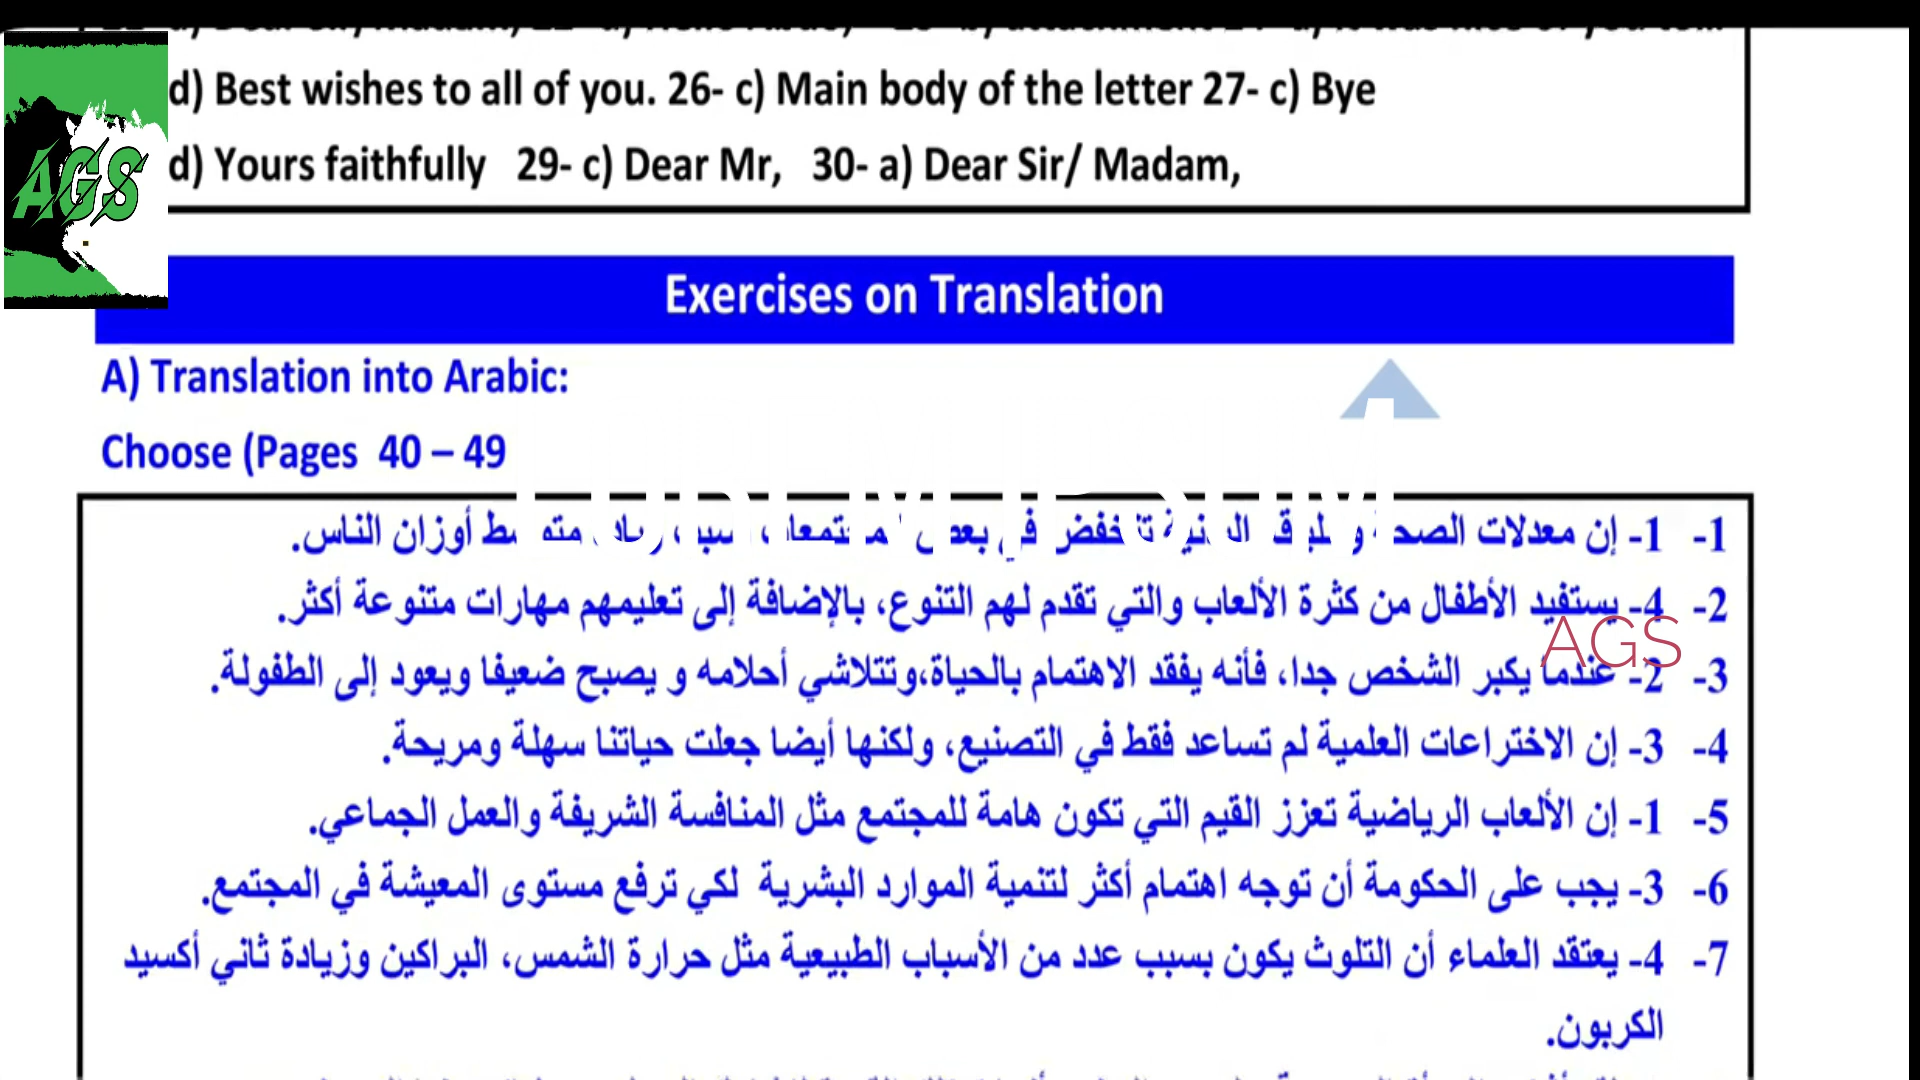 d) Best wishes to all of you. 26- c) Main body of the letter 27- c) Bye
AGS
d) Yours faithfully 29- c) Dear Mr, 30- a) Dear Sir/ Madam,
Exercises on Translation
A) Translation into Arabic:
Choose (Pages 40 – 49
1- 1- إن معدلات الصحة تنخفض في بعض أوزان الناس.
2- 4- يستفيد الأطفال من كثرة الألعاب والتي تقدم لهم التنوع، بالإضافة إلى تعليمهم مهارات متنوعة أكثر.
AGS
3- 2- عندما يكبر الشخص جدا، فأنه يفقد الاهتمام بالحياة،وتتلاشي أحلامه و يصبح ضعيفا ويعود إلى الطفولة.
4- 3- إن الاختراعات العلمية لم تساعد فقط في التصنيع، ولكنها أيضا جعلت حياتنا سهلة ومريحة.
5- 1- إن الألعاب الرياضية تعزز القيم التي تكون هامة للمجتمع مثل المنافسة الشريفة والعمل الجماعي.
6- 3- يجب على الحكومة أن توجه اهتمام أكثر لتنمية الموارد البشرية لكي ترفع مستوى المعيشة في المجتمع.
7- 4- يعتقد العلماء أن التلوث يكون بسبب عدد من الأسباب الطبيعية مثل حرارة الشمس، البراكين وزيادة ثاني أكسيد
الكربون.